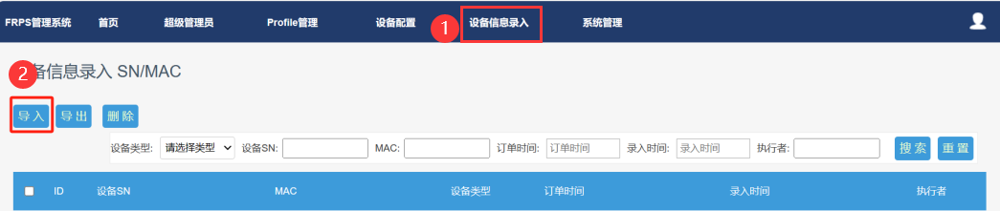 FRPS管理系统 首页 超级管理员 Profile管理 设备配置 1 设备信息录入 系统管理
2 备信息录入 SN/MAC
导入 导出 删除
设备类型: 请选择类型 设备SN: MAC: 订单时间: 订单时间 录入时间: 录入时间 执行者: 搜索 重置
ID 设备SN MAC 设备类型 订单时间 录入时间 执行者